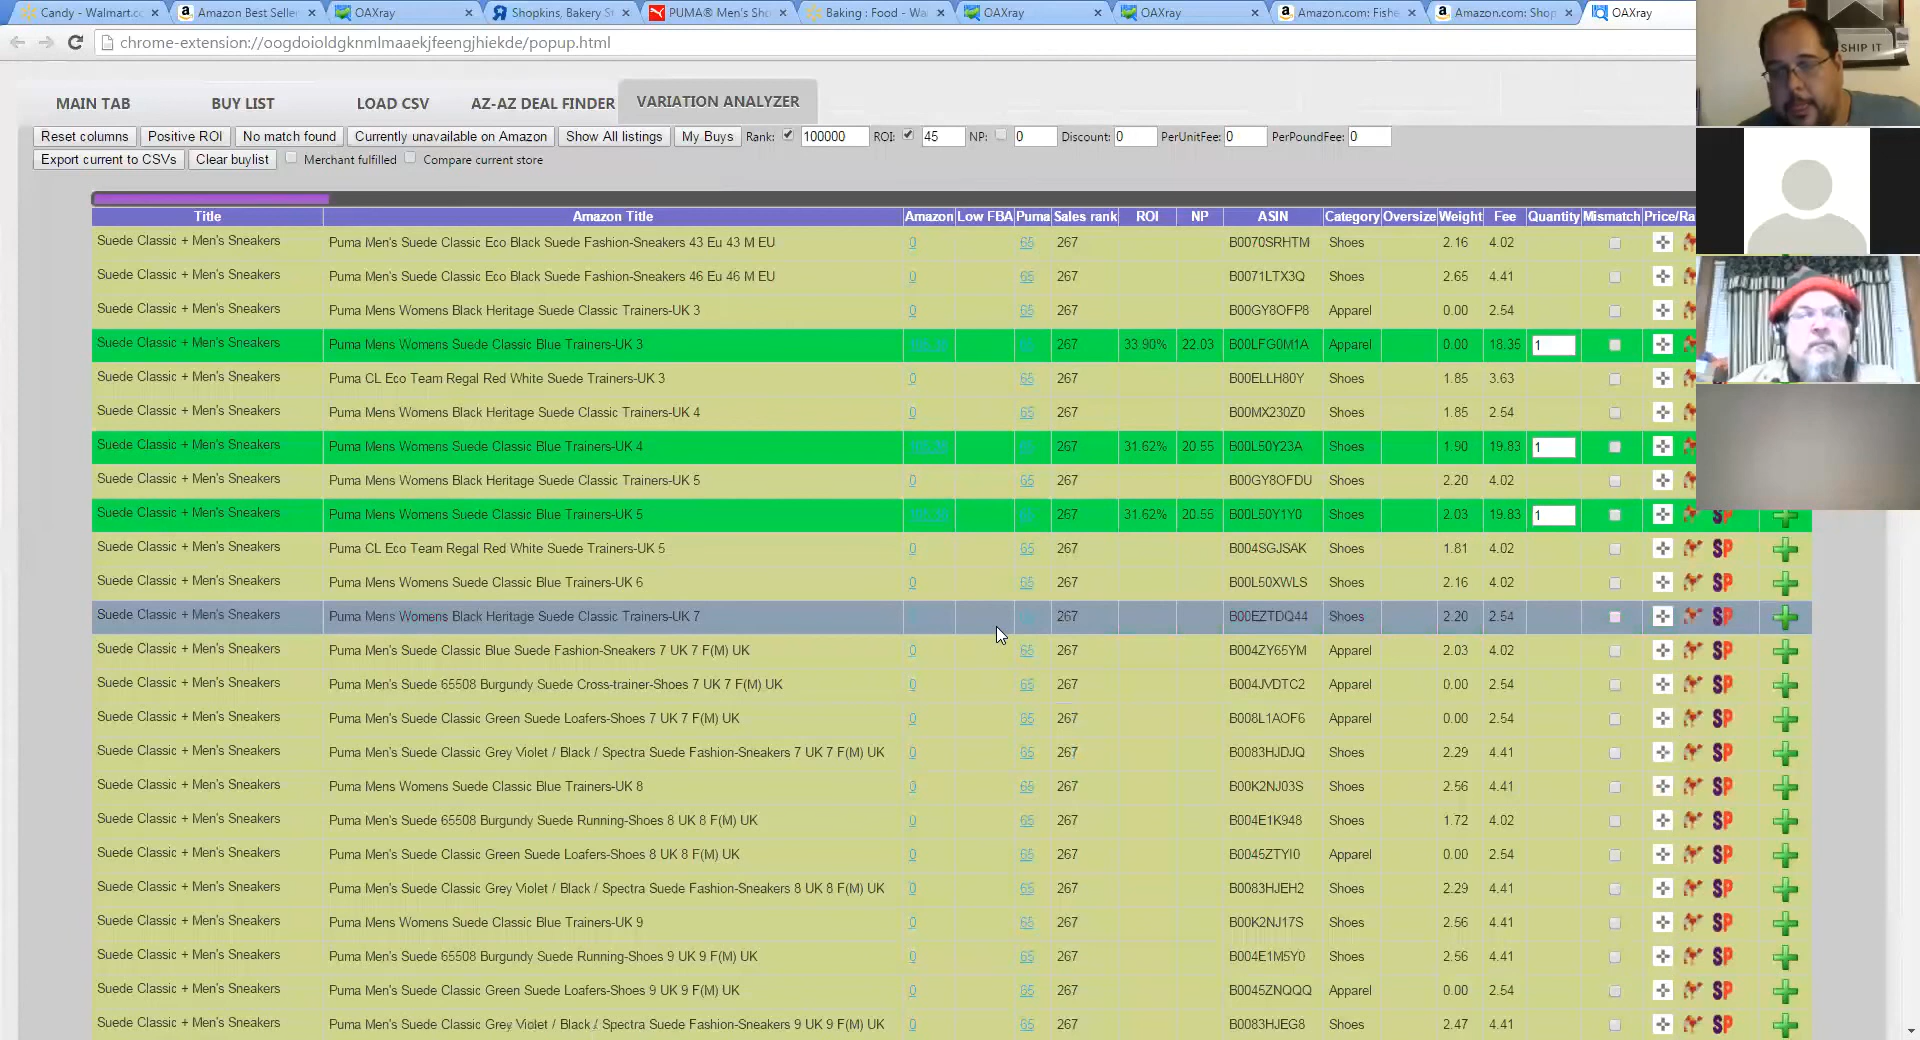 Candy - Walmart.co
Amazon Best Selle
OAXray
Shopkins, Bakery S
PUMA® Men's Sho
Baking : Food - Wa
OAXray
OAXray
Amazon.com: Fishe
Amazon.com: Shop
OAXray
chrome-extension://oogdoioldgknmlmaaekjfeengjhiekde/popup.html
SHIP IT
MAIN TAB BUY LIST LOAD CSV AZ-AZ DEAL FINDER VARIATION ANALYZER
Reset columns Positive ROI No match found Currently unavailable on Amazon Show All listings My Buys Rank: 100000 ROI: 45 NP: 0 Discount: 0 PerUnitFee: 0 PerPoundFee: 0
Export current to CSVs Clear buylist Merchant fulfilled Compare current store
Title Amazon Title Amazon Low FBA Puma Sales rank ROI NP ASIN Category Oversize Weight Fee Quantity Mismatch Price/Ra
Suede Classic + Men's Sneakers Puma Men's Suede Classic Eco Black Suede Fashion-Sneakers 43 Eu 43 M EU 0 65 267 B0070SRHTM Shoes 2.16 4.02
Suede Classic + Men's Sneakers Puma Men's Suede Classic Eco Black Suede Fashion-Sneakers 46 Eu 46 M EU 0 65 267 B0071LTX3Q Shoes 2.65 4.41
Suede Classic + Men's Sneakers Puma Mens Womens Black Heritage Suede Classic Trainers-UK 3 0 65 267 B00GY8OFP8 Apparel 0.00 2.54
Suede Classic + Men's Sneakers Puma Mens Womens Suede Classic Blue Trainers-UK 3 65 267 33.90% 22.03 B00LFG0M1A Apparel 0.00 18.35 1
Suede Classic + Men's Sneakers Puma CL Eco Team Regal Red White Suede Trainers-UK 3 0 65 267 B00ELLH80Y Shoes 1.85 3.63
Suede Classic + Men's Sneakers Puma Mens Womens Black Heritage Suede Classic Trainers-UK 4 0 65 267 B00MX230Z0 Shoes 1.85 2.54
Suede Classic + Men's Sneakers Puma Mens Womens Suede Classic Blue Trainers-UK 4 65 267 31.62% 20.55 B00L50Y23A Shoes 1.90 19.83 1
Suede Classic + Men's Sneakers Puma Mens Womens Black Heritage Suede Classic Trainers-UK 5 0 65 267 B00GY8OFDU Shoes 2.20 4.02
Suede Classic + Men's Sneakers Puma Mens Womens Suede Classic Blue Trainers-UK 5 65 267 31.62% 20.55 B00L50Y1Y0 Shoes 2.03 19.83 1 SP
Suede Classic + Men's Sneakers Puma CL Eco Team Regal Red White Suede Trainers-UK 5 0 65 267 B004SGJSAK Shoes 1.81 4.02 SP
Suede Classic + Men's Sneakers Puma Mens Womens Suede Classic Blue Trainers-UK 6 0 65 267 B00L50XWLS Shoes 2.16 4.02 SP
Suede Classic + Men's Sneakers Puma Mens Womens Black Heritage Suede Classic Trainers-UK 7 267 B00EZTDQ44 Shoes 2.20 2.54 SP
Suede Classic + Men's Sneakers Puma Men's Suede Classic Blue Suede Fashion-Sneakers 7 UK 7 F(M) UK 0 65 267 B004ZY65YM Apparel 2.03 4.02 SP
Suede Classic + Men's Sneakers Puma Men's Suede 65508 Burgundy Suede Cross-trainer-Shoes 7 UK 7 F(M) UK 0 65 267 B004JVDTC2 Apparel 0.00 2.54 SP
Suede Classic + Men's Sneakers Puma Men's Suede Classic Green Suede Loafers-Shoes 7 UK 7 F(M) UK 0 65 267 B008L1AOF6 Apparel 0.00 2.54 SP
Suede Classic + Men's Sneakers Puma Men's Suede Classic Grey Violet / Black / Spectra Suede Fashion-Sneakers 7 UK 7 F(M) UK 0 65 267 B0083HJDJQ Shoes 2.29 4.41 SP
Suede Classic + Men's Sneakers Puma Mens Womens Suede Classic Blue Trainers-UK 8 0 65 267 B00K2NJ03S Shoes 2.56 4.41 SP
Suede Classic + Men's Sneakers Puma Men's Suede 65508 Burgundy Suede Running-Shoes 8 UK 8 F(M) UK 0 65 267 B004E1K948 Shoes 1.72 4.02 SP
Suede Classic + Men's Sneakers Puma Men's Suede Classic Green Suede Loafers-Shoes 8 UK 8 F(M) UK 0 65 267 B0045ZTYI0 Apparel 0.00 2.54 SP
Suede Classic + Men's Sneakers Puma Men's Suede Classic Grey Violet / Black / Spectra Suede Fashion-Sneakers 8 UK 8 F(M) UK 0 65 267 B0083HJEH2 Shoes 2.29 4.41 SP
Suede Classic + Men's Sneakers Puma Mens Womens Suede Classic Blue Trainers-UK 9 0 65 267 B00K2NJ17S Shoes 2.56 4.41 SP
Suede Classic + Men's Sneakers Puma Men's Suede 65508 Burgundy Suede Running-Shoes 9 UK 9 F(M) UK 0 65 267 B004E1M5Y0 Shoes 2.56 4.41 SP
Suede Classic + Men's Sneakers Puma Men's Suede Classic Green Suede Loafers-Shoes 9 UK 9 F(M) UK 0 65 267 B0045ZNQQQ Apparel 0.00 2.54 SP
Suede Classic + Men's Sneakers Puma Men's Suede Classic Grey Violet / Black / Spectra Suede Fashion-Sneakers 9 UK 9 F(M) UK 0 65 267 B0083HJEG8 Shoes 2.47 4.41 SP